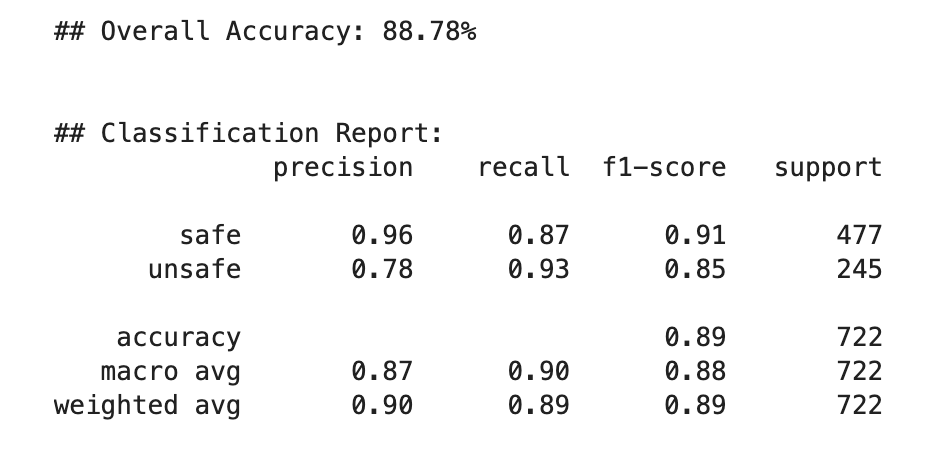 ## Overall Accuracy: 88.78%
## Classification Report:
precision recall f1-score support
safe 0.96 0.87 0.91 477
unsafe 0.78 0.93 0.85 245
accuracy 0.89 722
macro avg 0.87 0.90 0.88 722
weighted avg 0.90 0.89 0.89 722